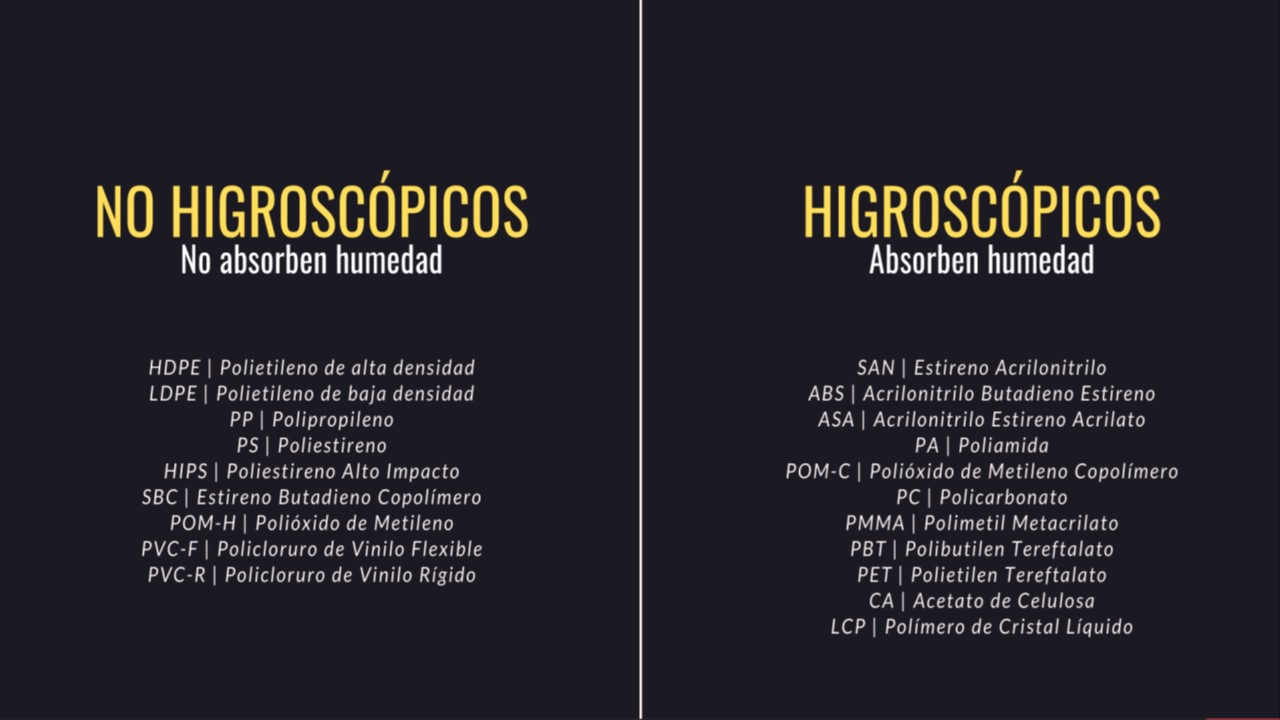 NO HIGROSCÓPICOS
No absorben humedad
HDPE | Polietileno de alta densidad
LDPE | Polietileno de baja densidad
PP | Polipropileno
PS | Poliestireno
HIPS | Poliestireno Alto Impacto
SBC | Estireno Butadieno Copolímero
POM-H | Polióxido de Metileno
PVC-F | Policloruro de Vinilo Flexible
PVC-R | Policloruro de Vinilo Rígido
HIGROSCÓPICOS
Absorben humedad
SAN | Estireno Acrilonitrilo
ABS | Acrilonitrilo Butadieno Estireno
ASA | Acrilonitrilo Estireno Acrilato
PA | Poliamida
POM-C | Polióxido de Metileno Copolímero
PC | Policarbonato
PMMA | Polimetil Metacrilato
PBT | Polibutilen Tereftalato
PET | Polietilen Tereftalato
CA | Acetato de Celulosa
LCP | Polímero de Cristal Líquido